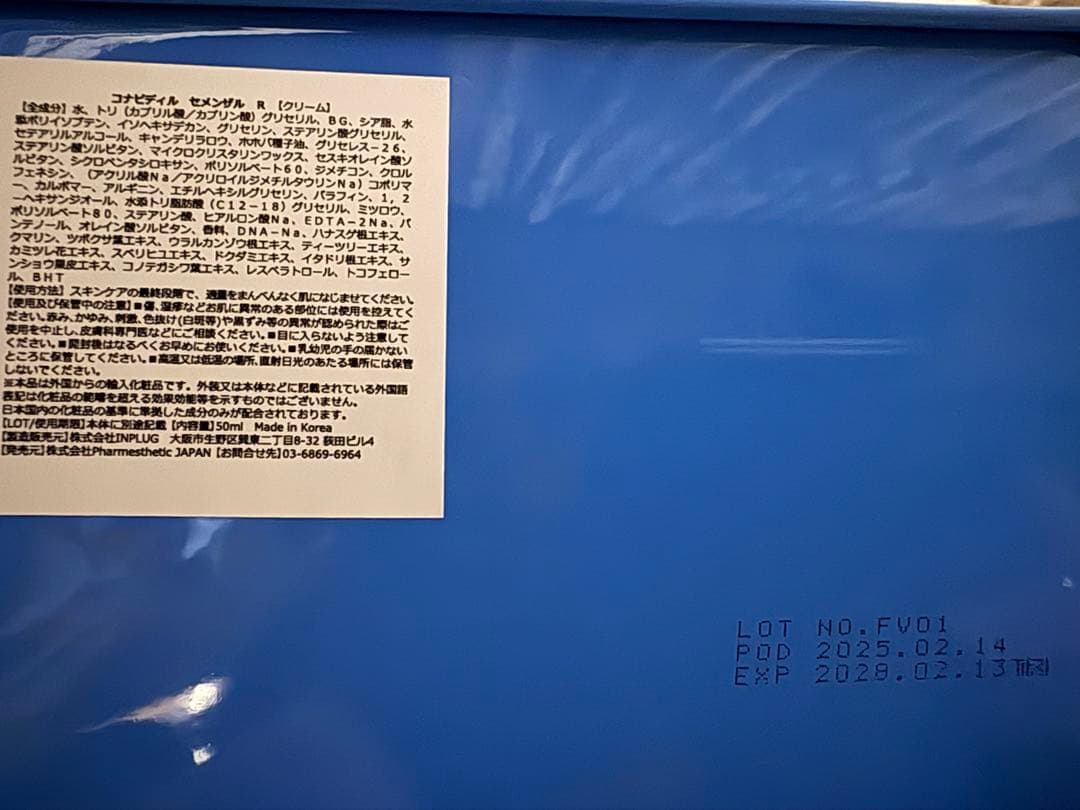 コナビディル セメンザル R 【クリーム】
【全成分】水、トリ（カプリル酸／カプリン酸）グリセリル、ＢＧ、シア脂、水
添ポリイソブテン、イソヘキサデカン、グリセリン、ステアリン酸グリセリル、
セテアリルアルコール、キャンデリラロウ、ホホバ種子油、グリセレス－２６、
ステアリン酸ソルビタン、マイクロクリスタリンワックス、セスキオレイン酸ソ
ルビタン、シクロペンタシロキサン、ポリソルベート６０、ジメチコン、クロル
フェネシン、（アクリル酸Ｎａ／アクリロイルジメチルタウリンＮａ）コポリマ
ー、カルボマー、アルギニン、エチルヘキシルグリセリン、パラフィン、１，２
－ヘキサンジオール、水添トリ脂肪酸（Ｃ１２－１８）グリセリル、ミツロウ、
ポリソルベート８０、ステアリン酸、ヒアルロン酸Ｎａ、ＥＤＴＡ－２Ｎａ、パ
ンテノール、オレイン酸ソルビタン、香料、ＤＮＡ－Ｎａ、ハナスゲ根エキス、
クマリン、ツボクサ葉エキス、ウラルカンゾウ根エキス、ティーツリーエキス、
カミツレ花エキス、スベリヒユエキス、ドクダミエキス、イタドリ根エキス、サ
ンショウ果皮エキス、コノテガシワ葉エキス、レスベラトロール、トコフェロー
ル、ＢＨＴ
【使用方法】スキンケアの最終段階で、適量をまんべんなく肌になじませてください。
【使用及び保管中の注意】■傷、湿疹などお肌に異常のある部位には使用を控えてく
ださい。赤み、かゆみ、刺激、色抜け(白斑等)や黒ずみ等の異常が認められた際はご
使用を中止し、皮膚科専門医などにご相談ください。■目に入らないよう注意して
ください。■開封後はなるべくお早めにお使いください。■乳幼児の手の届かない
ところに保管してください。■高温又は低温の場所、直射日光のあたる場所には保管
しないでください。
※本品は外国からの輸入化粧品です。外装又は本体などに記載されている外国語
表記は化粧品の範疇を超える効果効能等を示すものではございません。
日本国内の化粧品の基準に準拠した成分のみが配合されております。
【LOT/使用期限】本体に別途記載【内容量】50ml Made in Korea
【製造販売元】株式会社INPLUG 大阪市生野区巽東二丁目8-32 荻田ビル4
【発売元】株式会社Pharmesthetic JAPAN【お問合せ先】03-6869-6964
LOT NO.FV01
POD 2025.02.14
EXP 2028.02.13